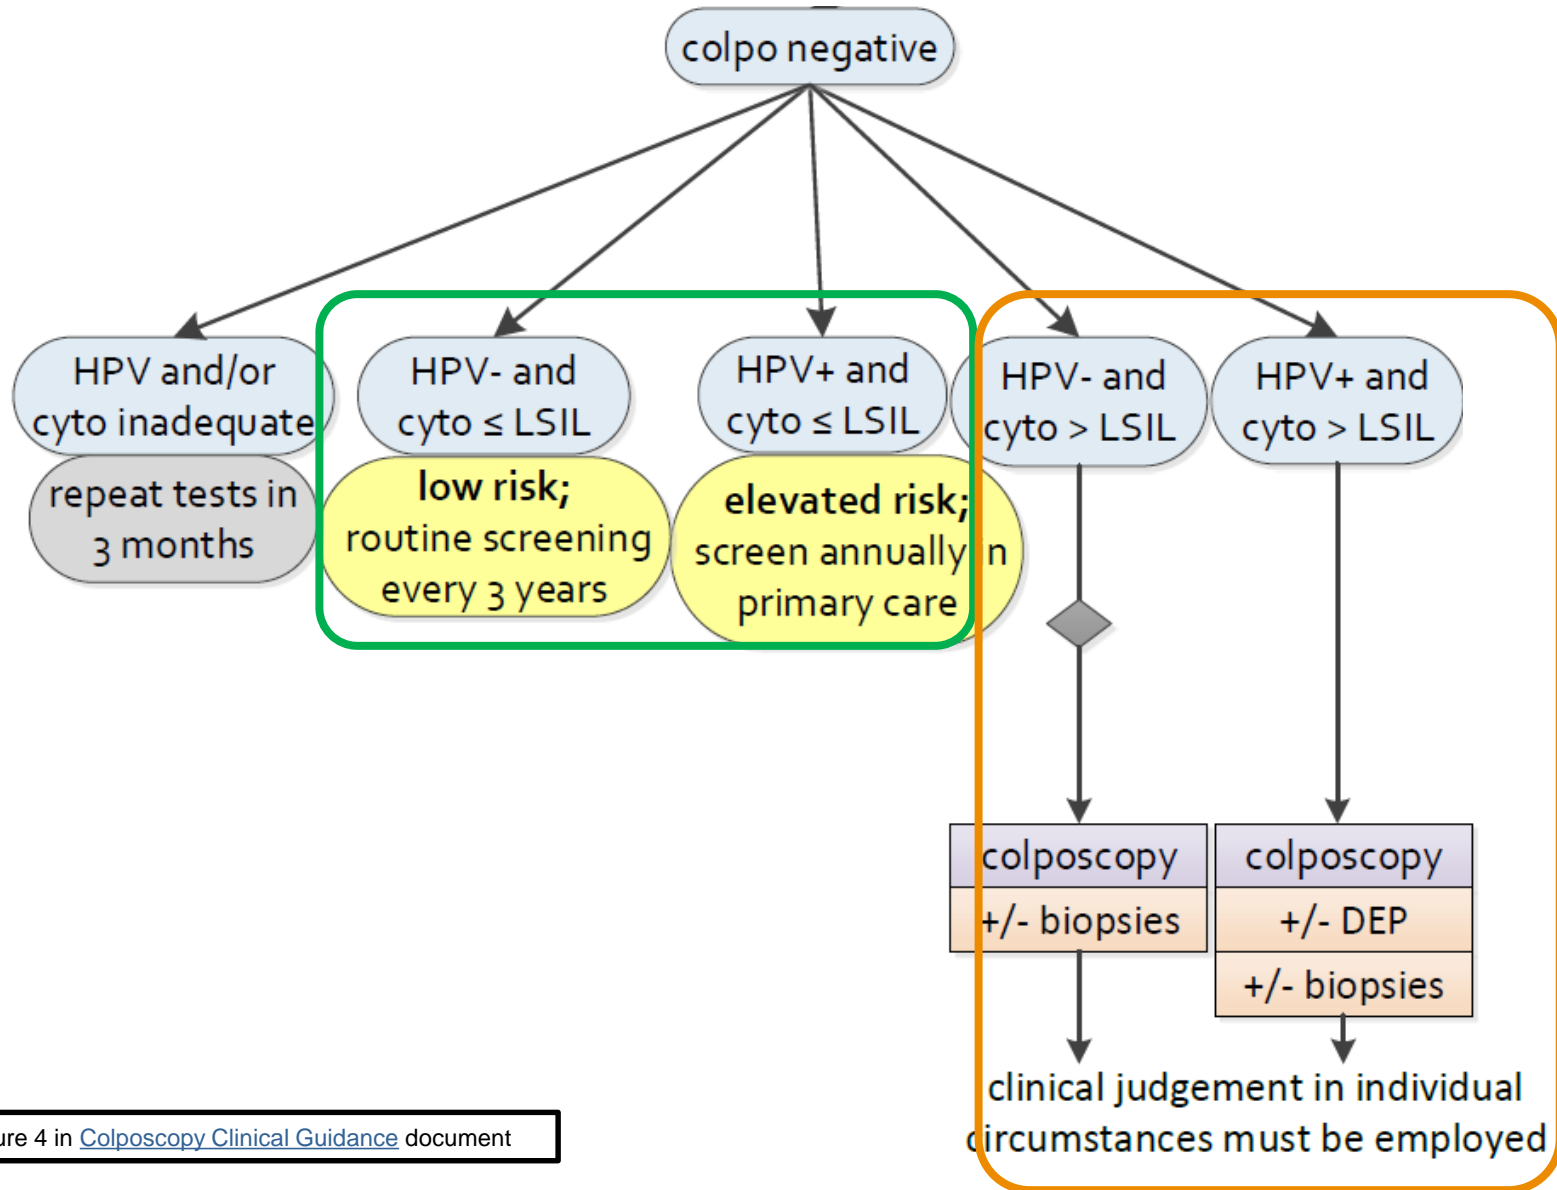 colpo negative
HPV and/or
cyto inadequate
repeat tests in
3 months
HPV- and
cyto ≤ LSIL
low risk;
routine screening
every 3 years
HPV+ and
cyto ≤ LSIL
elevated risk;
screen annually in
primary care
HPV- and
cyto > LSIL
colposcopy
+/- biopsies
HPV+ and
cyto > LSIL
colposcopy
+/- DEP
+/- biopsies
clinical judgement in individual
circumstances must be employed
ure 4 in Colposcopy Clinical Guidance document